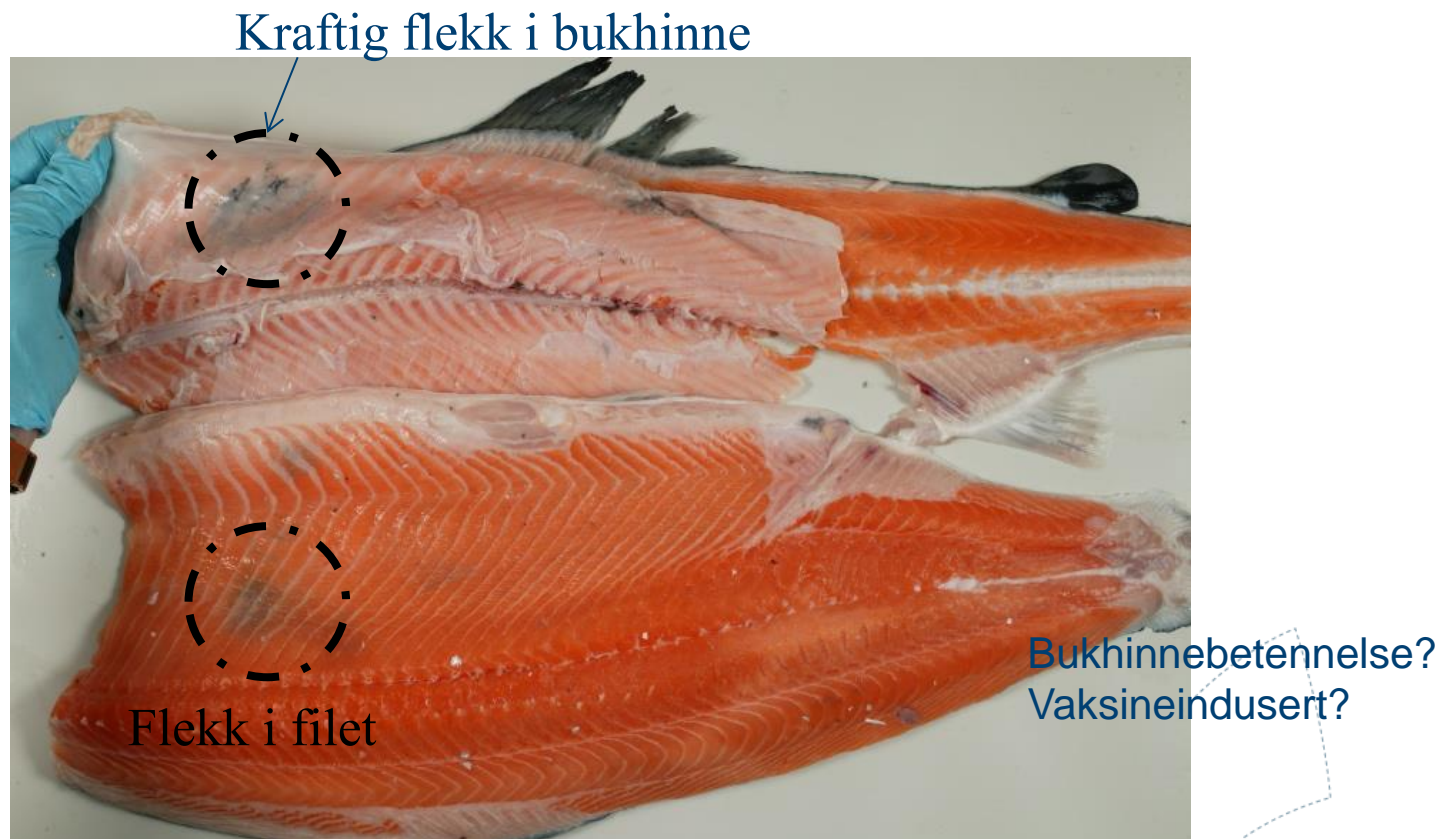 Kraftig flekk i bukhinne
Bukhinnebetennelse?
Vaksineindusert?
Flekk i filet